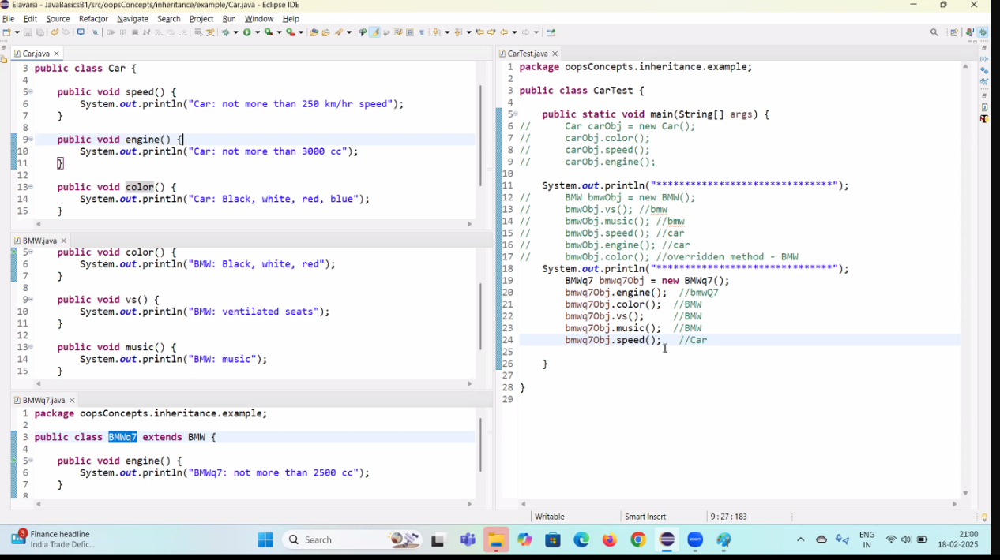 Elavarsi - JavaBasicsB1/src/oopsConcepts/inheritance/example/Car.java - Eclipse IDE
File Edit Source Refactor Navigate Search Project Run Window Help
Car.java
3 public class Car {
4
5 public void speed() {
6 System.out.println("Car: not more than 250 km/hr speed");
7 }
8
9 public void engine() {
10 System.out.println("Car: not more than 3000 cc");
11 }
12
13 public void color() {
14 System.out.println("Car: Black, white, red, blue");
15 }
BMW.java
5 public void color() {
6 System.out.println("BMW: Black, white, red");
7 }
8
9 public void vs() {
10 System.out.println("BMW: ventilated seats");
11 }
12
13 public void music() {
14 System.out.println("BMW: music");
15 }
BMWq7.java
1 package oopsConcepts.inheritance.example;
2
3 public class BMWq7 extends BMW {
4
5 public void engine() {
6 System.out.println("BMWq7: not more than 2500 cc");
7 }
8
CarTest.java
1 package oopsConcepts.inheritance.example;
2
3 public class CarTest {
4
5 public static void main(String[] args) {
6 // Car carObj = new Car();
7 // carObj.color();
8 // carObj.speed();
9 // carObj.engine();
10
11 System.out.println("******************************");
12 // BMW bmwObj = new BMW();
13 // bmwObj.vs(); //bmw
14 // bmwObj.music(); //bmw
15 // bmwObj.speed(); //car
16 // bmwObj.engine(); //car
17 // bmwObj.color(); //overridden method - BMW
18 System.out.println("******************************");
19 BMWq7 bmwq7Obj = new BMWq7();
20 bmwq7Obj.engine(); //bmwQ7
21 bmwq7Obj.color(); //BMW
22 bmwq7Obj.vs(); //BMW
23 bmwq7Obj.music(); //BMW
24 bmwq7Obj.speed(); //Car
25
26 }
27
28 }
29
Writable Smart Insert 9 : 27 : 183
3
Finance headline
India Trade Defic...
Search
zoom
ENG
IN
21:00
18-02-2025